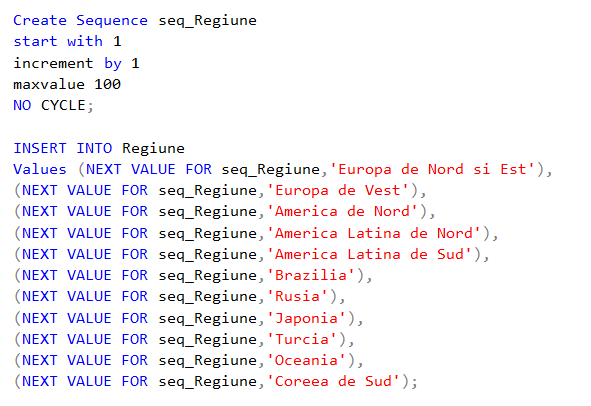 Create Sequence seq_Regiune
start with 1
increment by 1
maxvalue 100
NO CYCLE;
INSERT INTO Regiune
Values (NEXT VALUE FOR seq_Regiune,'Europa de Nord si Est'),
(NEXT VALUE FOR seq_Regiune,'Europa de Vest'),
(NEXT VALUE FOR seq_Regiune,'America de Nord'),
(NEXT VALUE FOR seq_Regiune,'America Latina de Nord'),
(NEXT VALUE FOR seq_Regiune,'America Latina de Sud'),
(NEXT VALUE FOR seq_Regiune,'Brazilia'),
(NEXT VALUE FOR seq_Regiune,'Rusia'),
(NEXT VALUE FOR seq_Regiune,'Japonia'),
(NEXT VALUE FOR seq_Regiune,'Turcia'),
(NEXT VALUE FOR seq_Regiune,'Oceania'),
(NEXT VALUE FOR seq_Regiune,'Coreea de Sud');